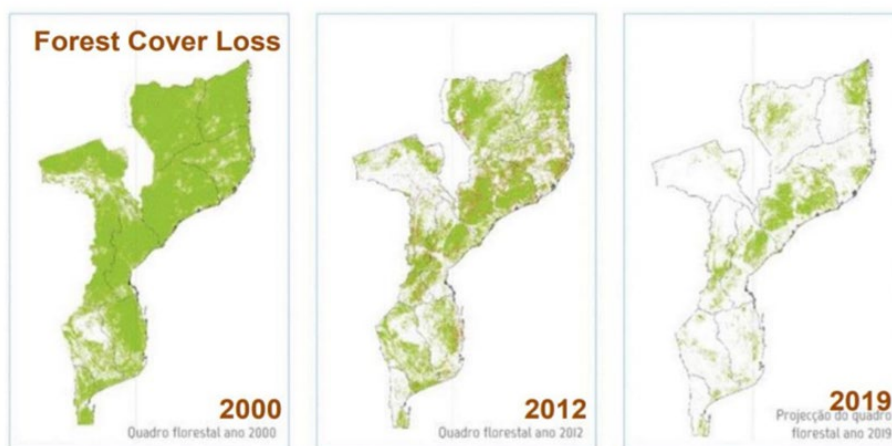 Forest Cover Loss
2000
Quadro florestal ano 2000
2012
Quadro florestal ano 2012
2019
Projecção do quadro
florestal ano 2019